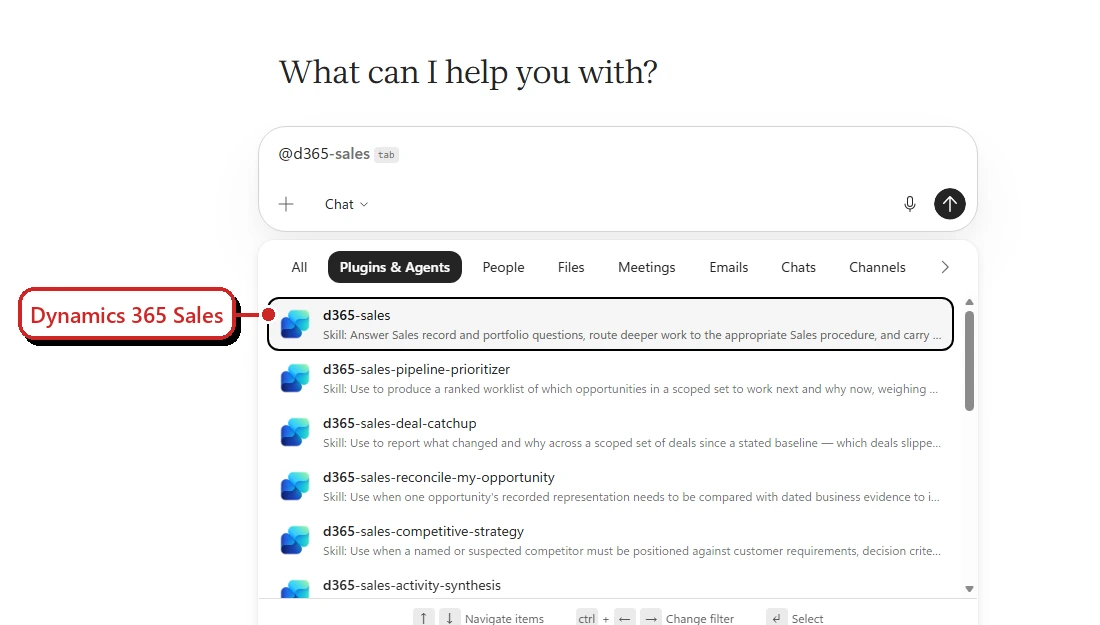 What can I help you with?
@d365-sales tab
Chat
All Plugins & Agents People Files Meetings Emails Chats Channels
Dynamics 365 Sales
d365-sales
Skill: Answer Sales record and portfolio questions, route deeper work to the appropriate Sales procedure, and carry ...
d365-sales-pipeline-prioritizer
Skill: Use to produce a ranked worklist of which opportunities in a scoped set to work next and why now, weighing ...
d365-sales-deal-catchup
Skill: Use to report what changed and why across a scoped set of deals since a stated baseline — which deals slippe...
d365-sales-reconcile-my-opportunity
Skill: Use when one opportunity's recorded representation needs to be compared with dated business evidence to i...
d365-sales-competitive-strategy
Skill: Use when a named or suspected competitor must be positioned against customer requirements, decision crite...
d365-sales-activity-synthesis
↑ ↓ Navigate items ctrl + ← → Change filter ↵ Select